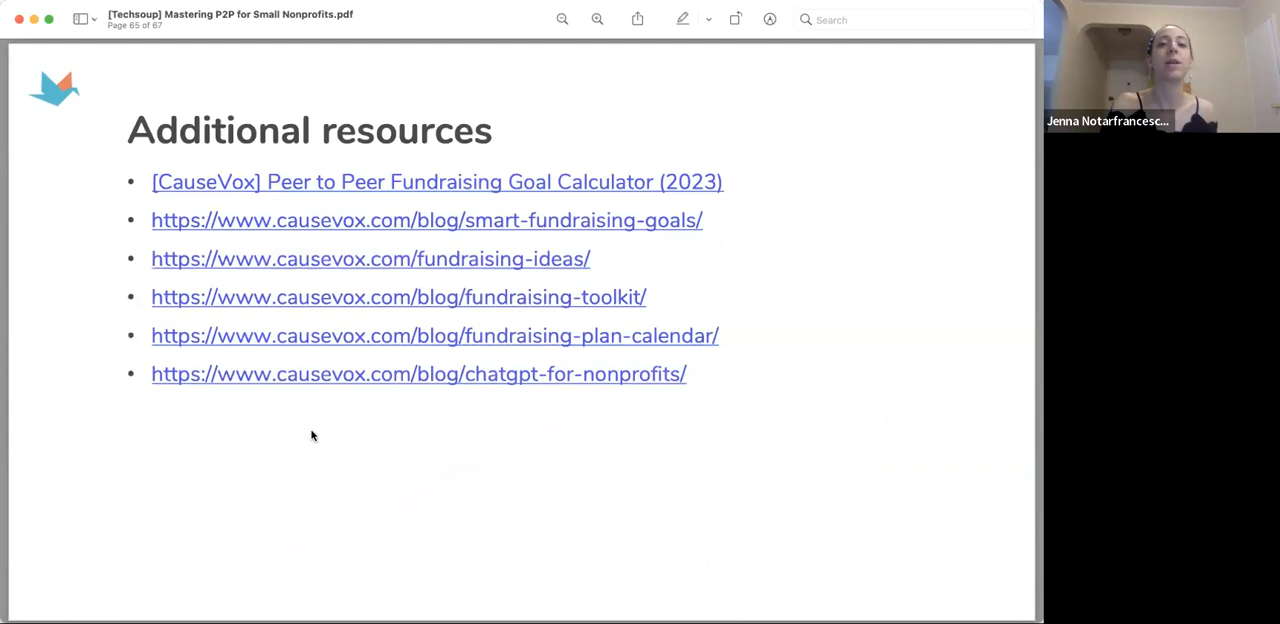 [Techsoup] Mastering P2P for Small Nonprofits.pdf
Page 65 of 67
Search
Additional resources
• [CauseVox] Peer to Peer Fundraising Goal Calculator (2023)
• https://www.causevox.com/blog/smart-fundraising-goals/
• https://www.causevox.com/fundraising-ideas/
• https://www.causevox.com/blog/fundraising-toolkit/
• https://www.causevox.com/blog/fundraising-plan-calendar/
• https://www.causevox.com/blog/chatgpt-for-nonprofits/
Jenna Notarfrancesc...